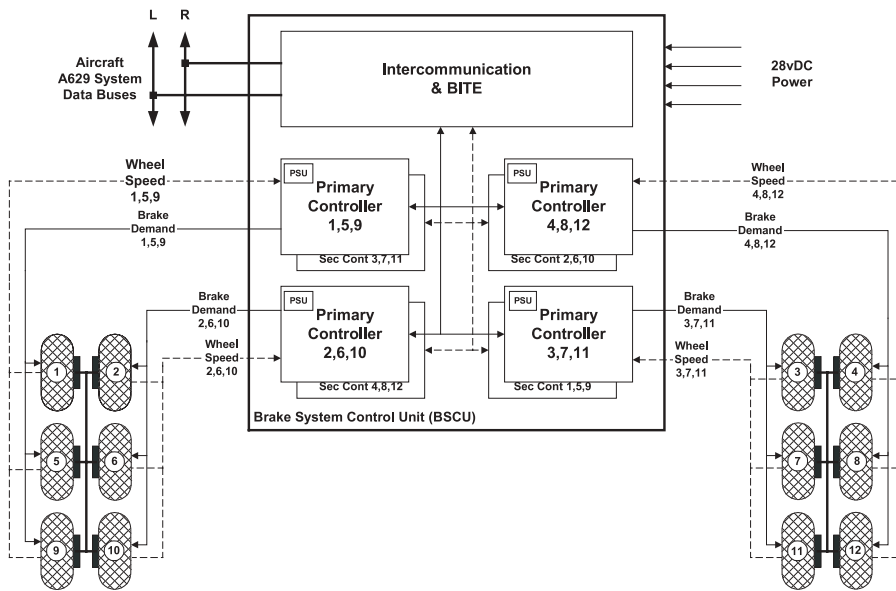 L R
Aircraft
A629 System
Data Buses
Intercommunication
& BITE
28vDC
Power
Wheel
Speed
1,5,9
Brake
Demand
1,5,9
PSU
Primary
Controller
1,5,9
Sec Cont 3,7,11
PSU
Primary
Controller
4,8,12
Sec Cont 2,6,10
Wheel
Speed
4,8,12
Brake
Demand
4,8,12
Brake
Demand
2,6,10
Wheel
Speed
2,6,10
PSU
Primary
Controller
2,6,10
Sec Cont 4,8,12
PSU
Primary
Controller
3,7,11
Sec Cont 1,5,9
Brake
Demand
3,7,11
Wheel
Speed
3,7,11
Brake System Control Unit (BSCU)
1 2
5 6
9 10
3 4
7 8
11 12